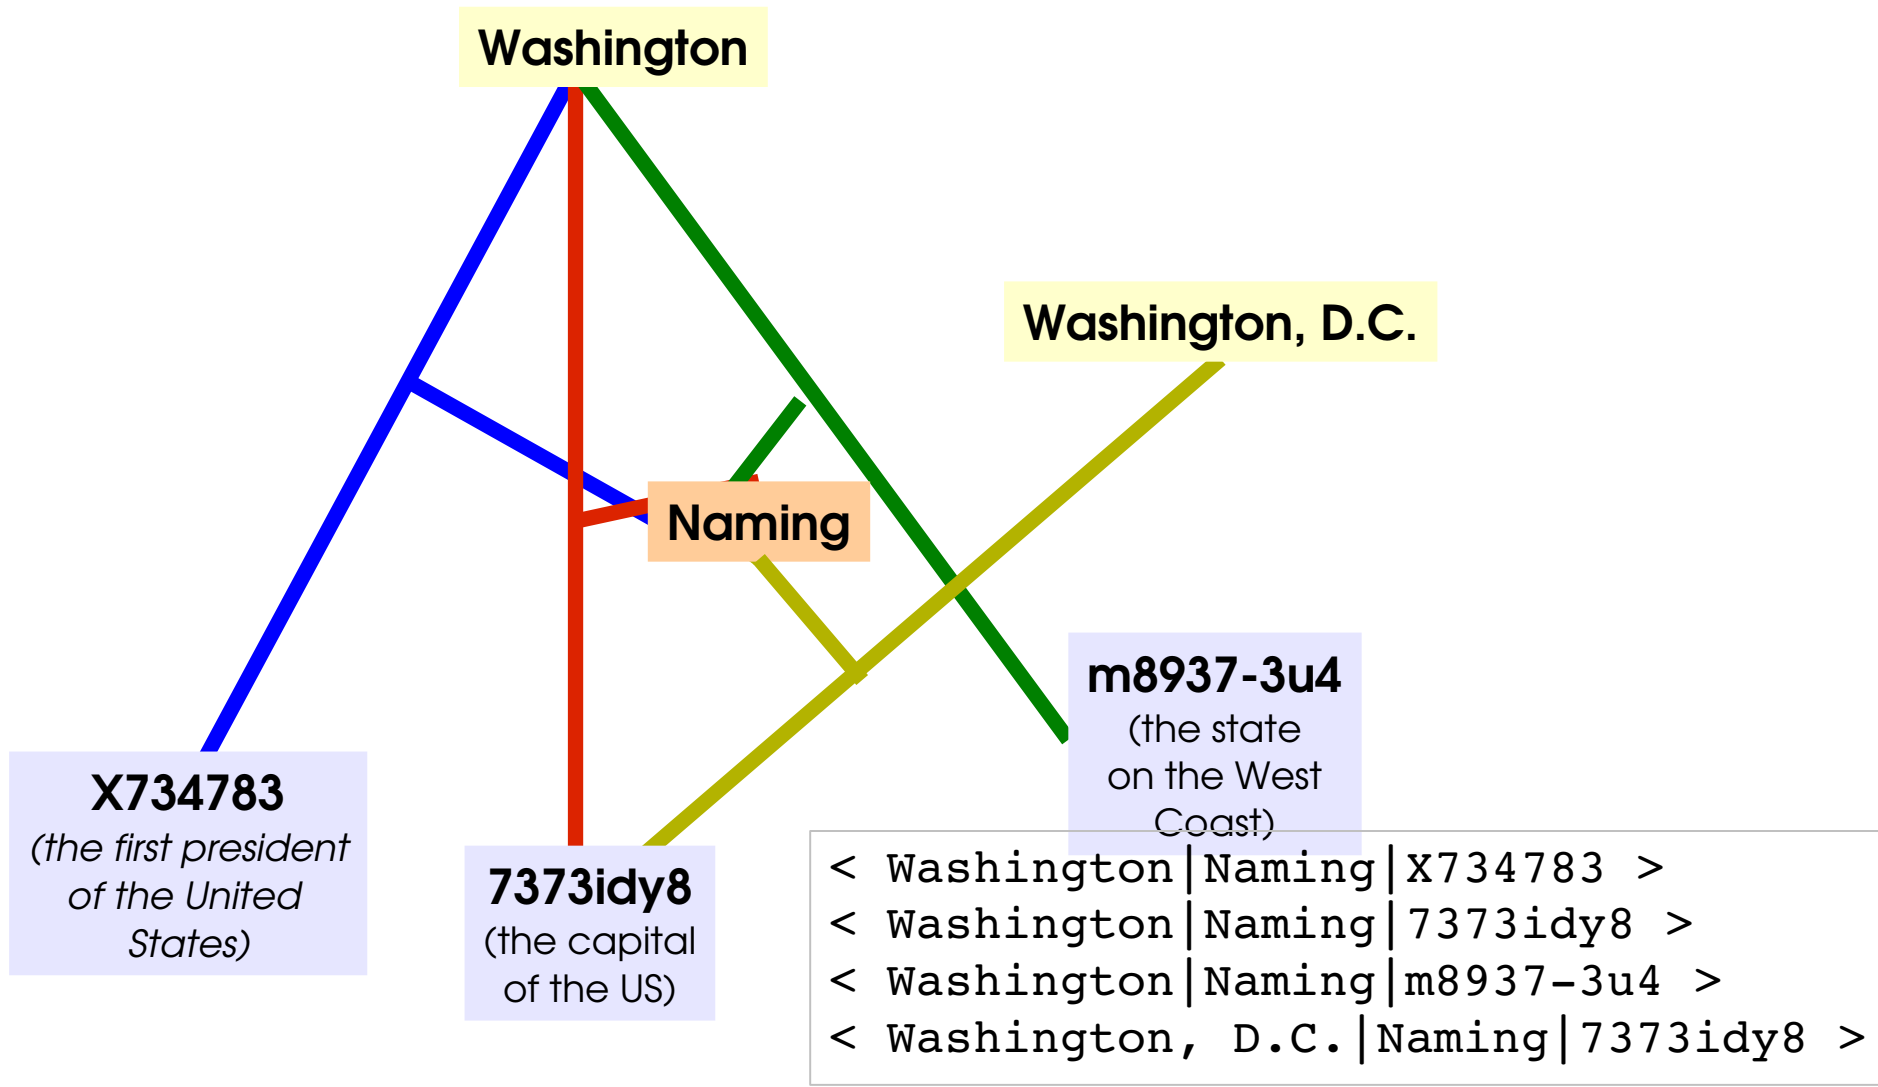 Washington
Washington, D.C.
Naming
m8937-3u4
(the state
on the West
Coast)
X734783
(the first president
of the United
States)
7373idy8
(the capital
of the US)
< Washington|Naming|X734783 >
< Washington|Naming|7373idy8 >
< Washington|Naming|m8937-3u4 >
< Washington, D.C.|Naming|7373idy8 >